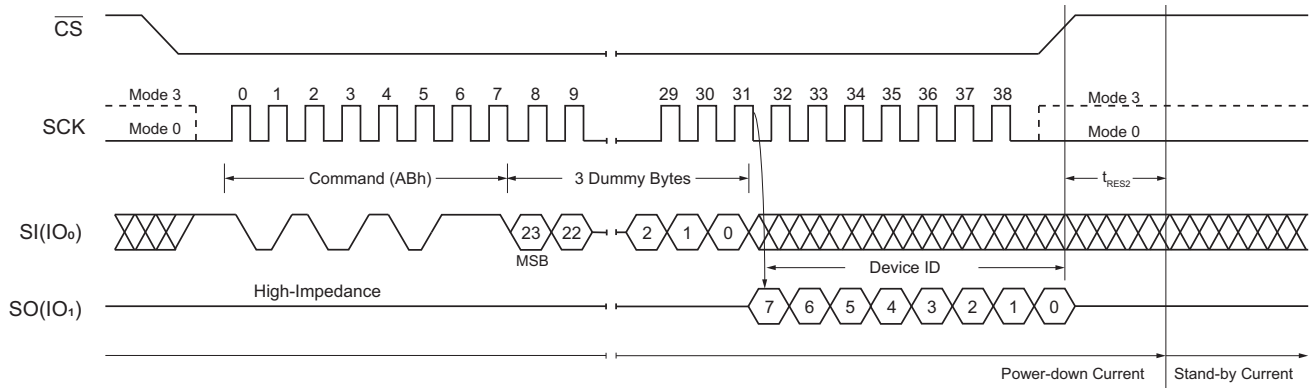 CS
Mode 3
0 1 2 3 4 5 6 7 8 9 29 30 31 32 33 34 35 36 37 38
Mode 3
SCK
Mode 0
Mode 0
Command (ABh)
3 Dummy Bytes
tRES2
SI(IO₀)
23 22 2 1 0
MSB
Device ID
High-Impedance
SO(IO₁)
7 6 5 4 3 2 1 0
Power-down Current
Stand-by Current